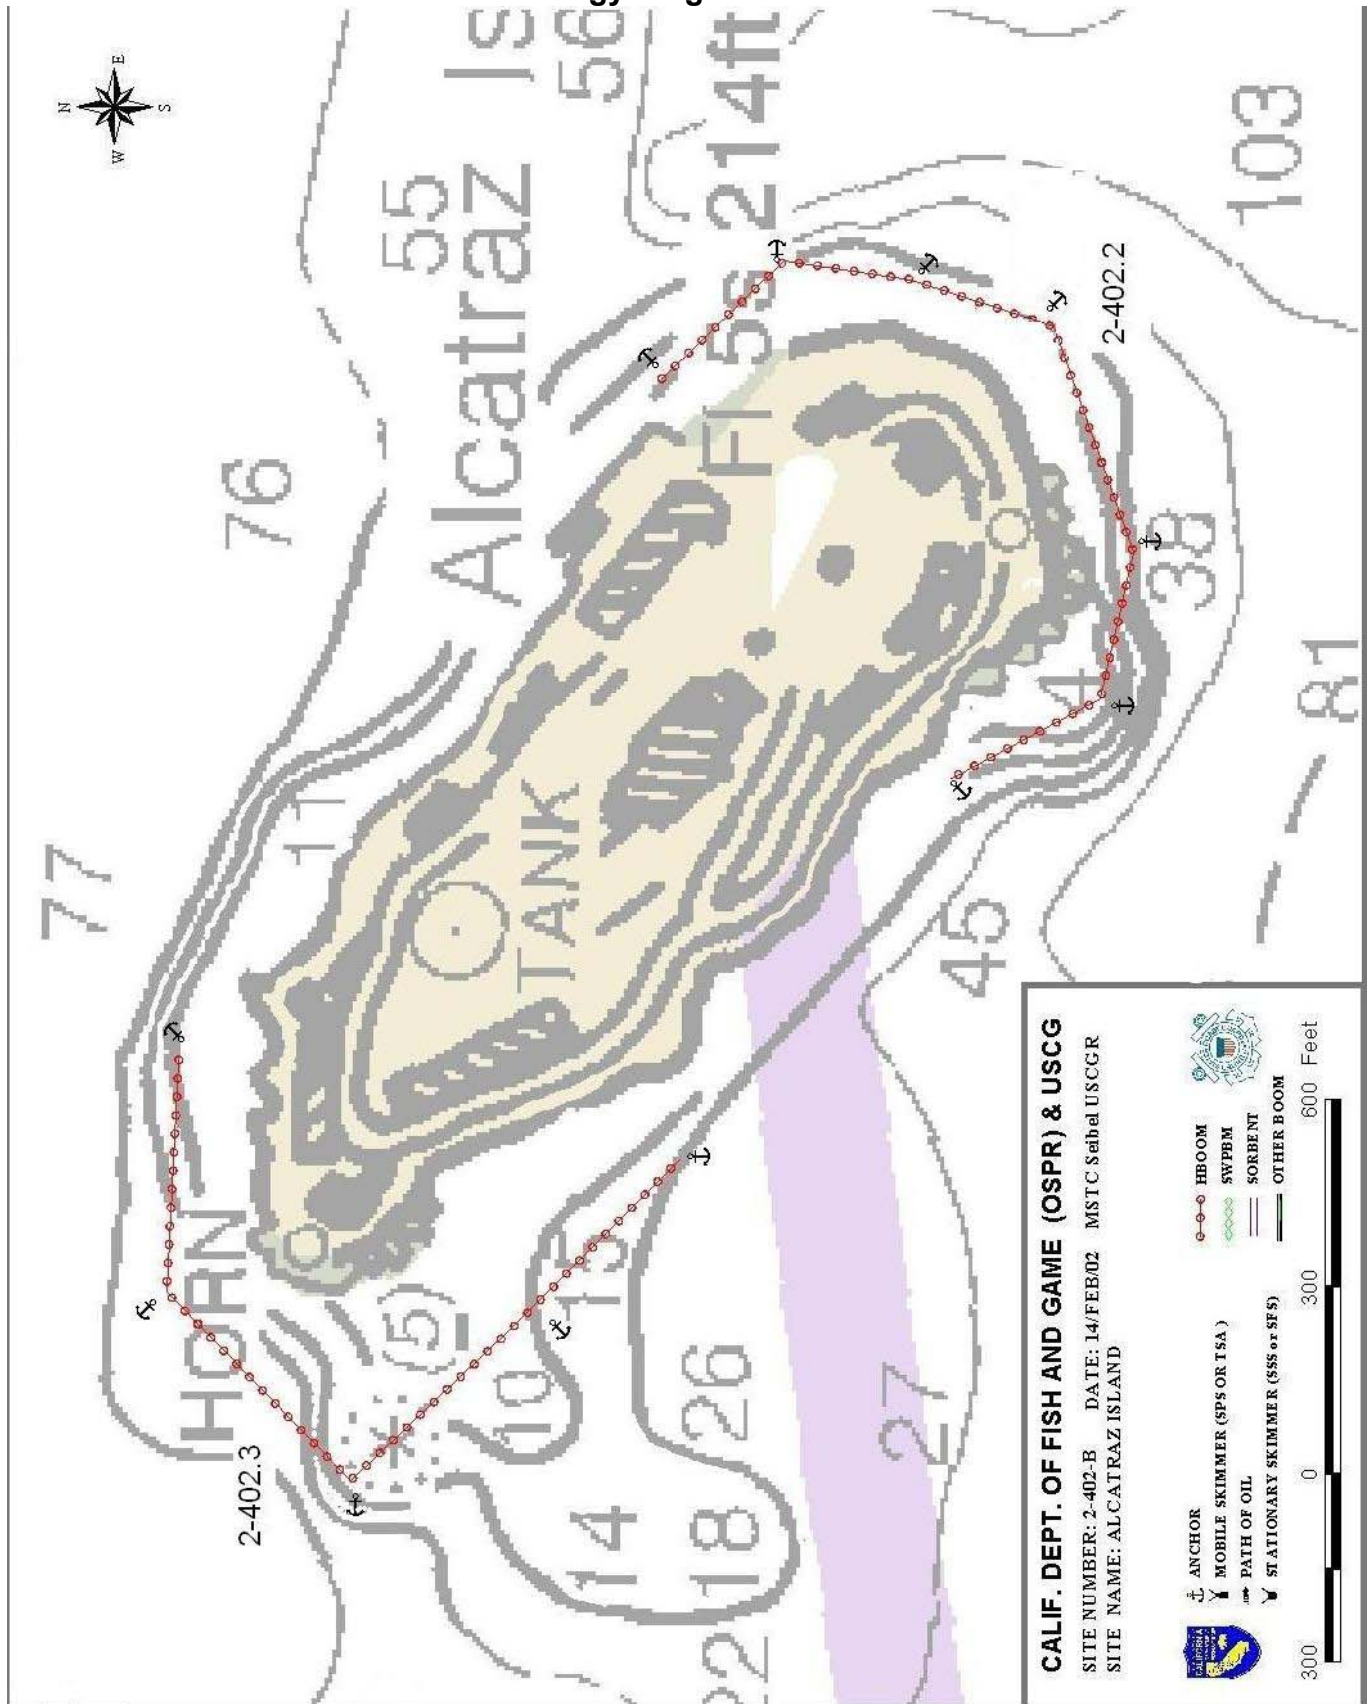 N
E
S
W
Alcatraz Is
55
56
Fl 5s 214ft
103
76
77
11
TANK
HORN
2-402.3
(5)
10
13
14
18
26
27
45
4
38
81
2-402.2
CALIF. DEPT. OF FISH AND GAME (OSPR) & USCG
SITE NUMBER: 2-402-B DATE: 14/FEB/02 MSTC Seibel USCGR
SITE NAME: ALCATRAZ ISLAND
ANCHOR
MOBILE SKIMMER (SPS OR TSA)
PATH OF OIL
STATIONARY SKIMMER (SSS or SFS)
HBOOM
SWPBM
SORBENT
OTHER BOOM
300 0 300 600 Feet